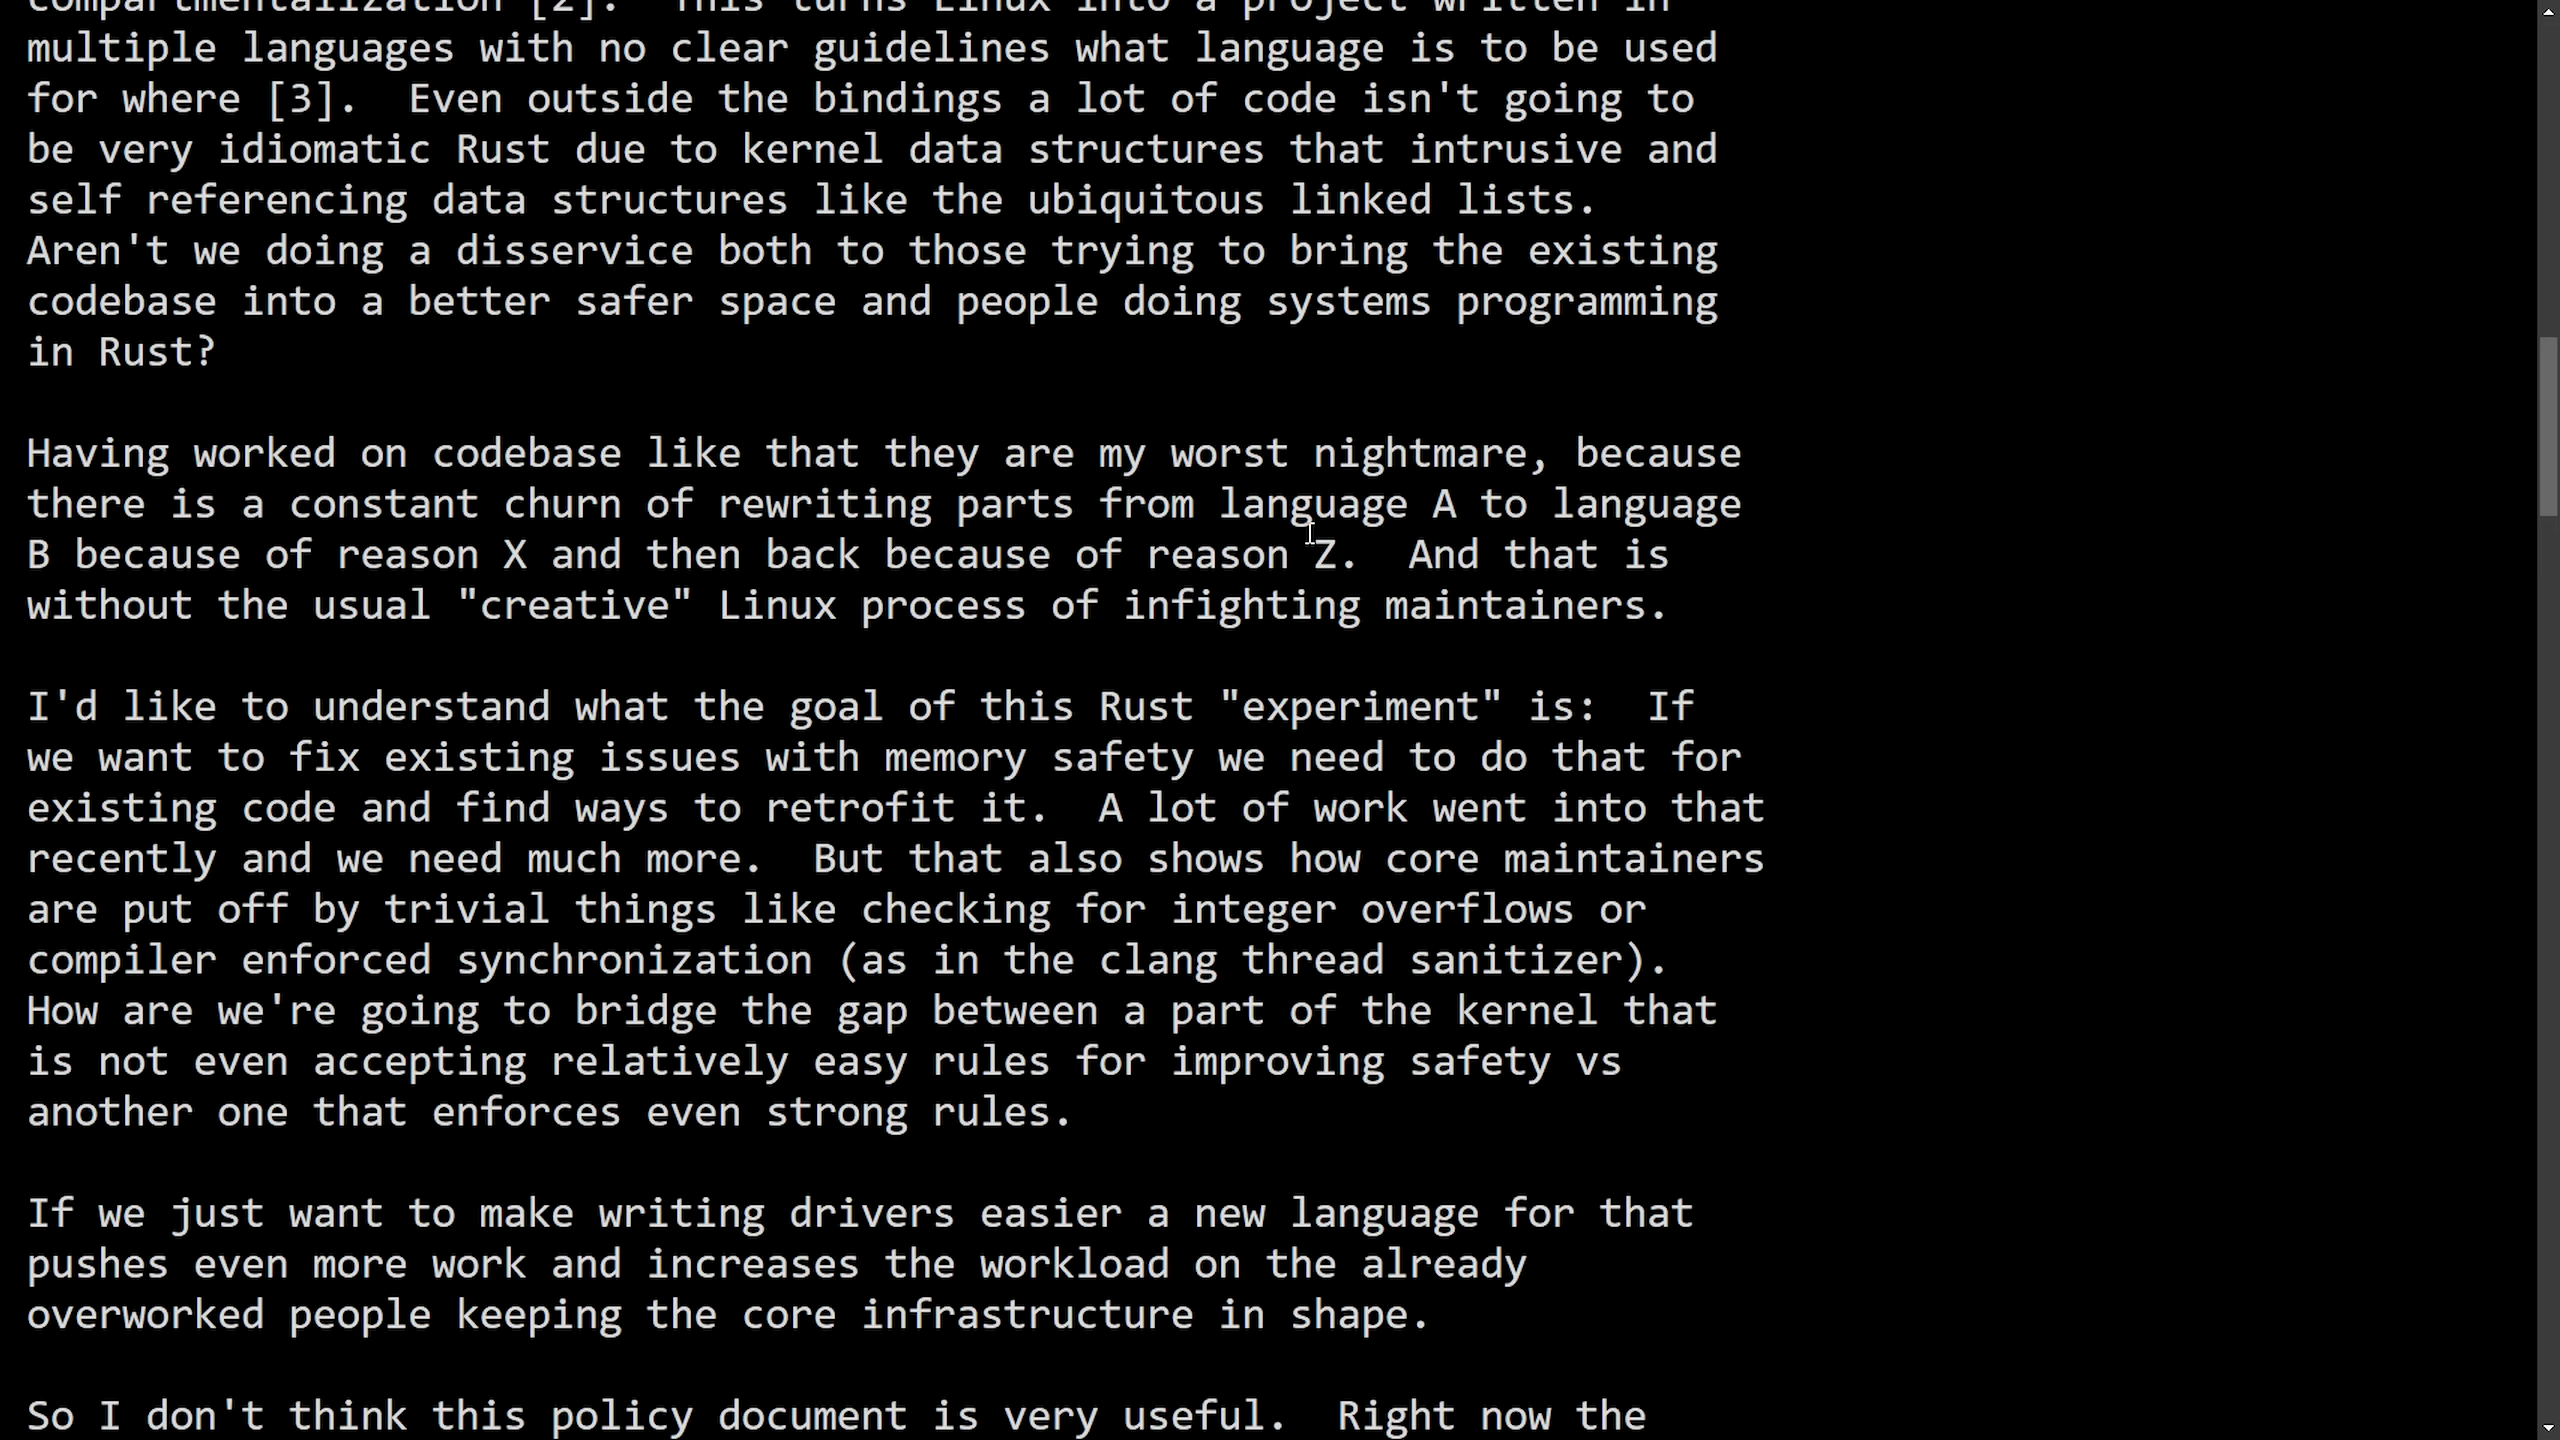 compartmentalization [2].  This turns Linux into a project written in
multiple languages with no clear guidelines what language is to be used
for where [3].  Even outside the bindings a lot of code isn't going to
be very idiomatic Rust due to kernel data structures that intrusive and
self referencing data structures like the ubiquitous linked lists.
Aren't we doing a disservice both to those trying to bring the existing
codebase into a better safer space and people doing systems programming
in Rust?

Having worked on codebase like that they are my worst nightmare, because
there is a constant churn of rewriting parts from language A to language
B because of reason X and then back because of reason Z.  And that is
without the usual "creative" Linux process of infighting maintainers.

I'd like to understand what the goal of this Rust "experiment" is:  If
we want to fix existing issues with memory safety we need to do that for
existing code and find ways to retrofit it.  A lot of work went into that
recently and we need much more.  But that also shows how core maintainers
are put off by trivial things like checking for integer overflows or
compiler enforced synchronization (as in the clang thread sanitizer).
How are we're going to bridge the gap between a part of the kernel that
is not even accepting relatively easy rules for improving safety vs
another one that enforces even strong rules.

If we just want to make writing drivers easier a new language for that
pushes even more work and increases the workload on the already
overworked people keeping the core infrastructure in shape.

So I don't think this policy document is very useful.  Right now the